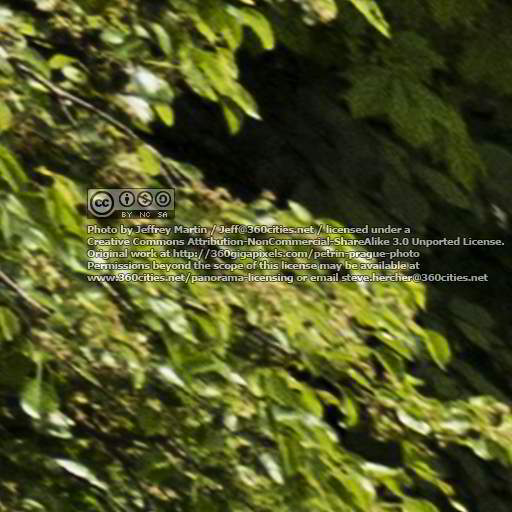 cc
BY NC SA
Photo by Jeffrey Martin / Jeff@360cities.net / licensed under a
Creative Commons Attribution-NonCommercial-ShareAlike 3.0 Unported License.
Original work at http://360gigapixels.com/petrin-prague-photo
Permissions beyond the scope of this license may be available at
www.360cities.net/panorama-licensing or email steve.hercher@360cities.net